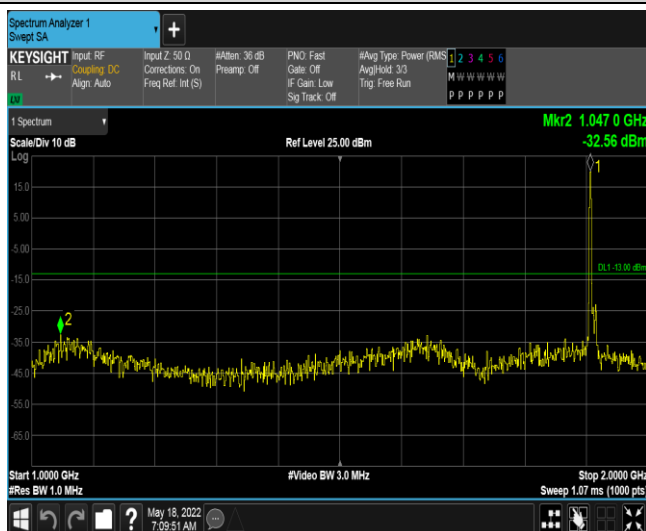 Spectrum Analyzer 1
Swept SA
+
KEYSIGHT
RL
LXI
Input: RF
Coupling: DC
Align: Auto
Input Z: 50 Ω
Corrections: On
Freq Ref: Int (S)
#Atten: 36 dB
Preamp: Off
PNO: Fast
Gate: Off
IF Gain: Low
Sig Track: Off
#Avg Type: Power (RMS
Avg|Hold: 3/3
Trig: Free Run
1 2 3 4 5 6
M W W W W W
P P P P P P
1 Spectrum
Mkr2 1.047 0 GHz
-32.56 dBm
Scale/Div 10 dB
Ref Level 25.00 dBm
Log
1
15.0
5.00
-5.00
DL1 -13.00 dBm
-15.0
-25.0
2
-35.0
-45.0
-55.0
-65.0
Start 1.0000 GHz
#Video BW 3.0 MHz
Stop 2.0000 GHz
#Res BW 1.0 MHz
Sweep 1.07 ms (1000 pts)
?
May 18, 2022
7:09:51 AM